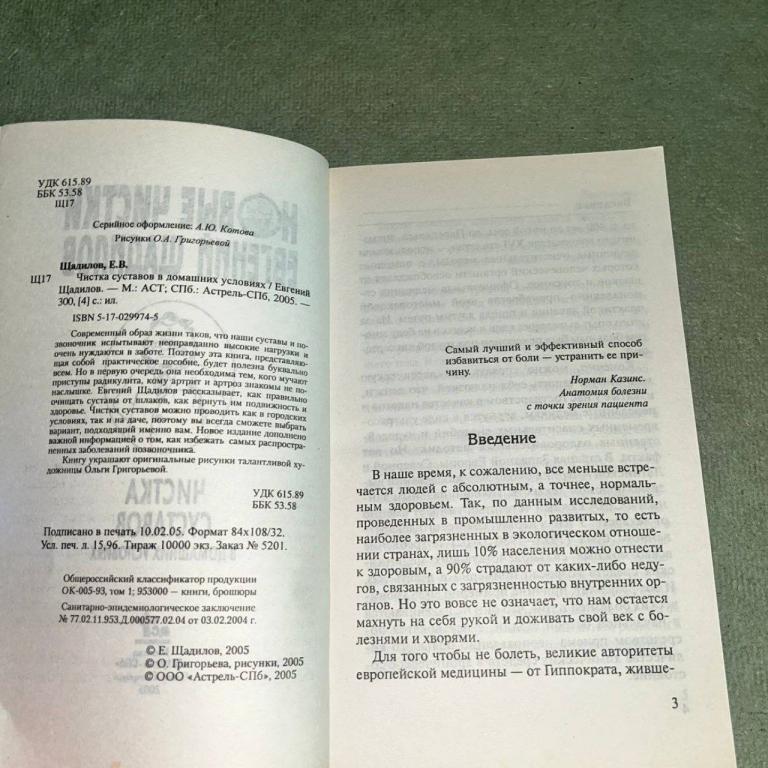 УДК 615.89
ББК 53.58
Щ17
Серийное оформление: А.Ю. Котова
Рисунки О.А. Григорьевой
Щадилов, Е.В.
Щ17 Чистка суставов в домашних условиях / Евгений
Щадилов. — М.: АСТ; СПб.: Астрель-СПб, 2005. —
300, [4] с.: ил.
ISBN 5-17-029974-5
Современный образ жизни таков, что наши суставы и по-
звоночник испытывают неоправданно высокие нагрузки и
очень нуждаются в заботе. Поэтому эта книга, представляю-
щая собой практическое пособие, будет полезна буквально
всем. Но в первую очередь она необходима тем, кого мучают
приступы радикулита, кому артрит и артроз знакомы не по-
наслышке. Евгений Щадилов рассказывает, как правильно
очищать суставы от шлаков, как вернуть им подвижность и
здоровье. Чистки суставов можно проводить как в городских
условиях, так и на даче, поэтому вы всегда сможете выбрать
вариант, подходящий именно вам. Новое издание дополнено
важной информацией о том, как избежать самых распростра-
ненных заболеваний позвоночника.
Книгу украшают оригинальные рисунки талантливой ху-
дожницы Ольги Григорьевой.
УДК 615.89
ББК 53.58
Подписано в печать 10.02.05. Формат 84х108/32.
Усл. печ. л. 15,96. Тираж 10000 экз. Заказ № 5201.
Общероссийский классификатор продукции
ОК-005-93, том 1; 953000 — книги, брошюры
Санитарно-эпидемиологическое заключение
№ 77.02.11.953.Д.000577.02.04 от 03.02.2004 г.
© Е. Щадилов, 2005
© О. Григорьева, рисунки, 2005
© ООО «Астрель-СПб», 2005
Самый лучший и эффективный способ
избавиться от боли — устранить ее при-
чину.
Норман Казинс.
Анатомия болезни
с точки зрения пациента
Введение
В наше время, к сожалению, все меньше встре-
чается людей с абсолютным, а точнее, нормаль-
ным здоровьем. Так, по данным исследований,
проведенных в промышленно развитых, то есть
наиболее загрязненных в экологическом отноше-
нии странах, лишь 10% населения можно отнести
к здоровым, а 90% страдают от каких-либо неду-
гов, связанных с загрязненностью внутренних ор-
ганов. Но это вовсе не означает, что нам остается
махнуть на себя рукой и доживать свой век с бо-
лезнями и хворями.
Для того чтобы не болеть, великие авторитеты
европейской медицины — от Гиппократа, живше-
3